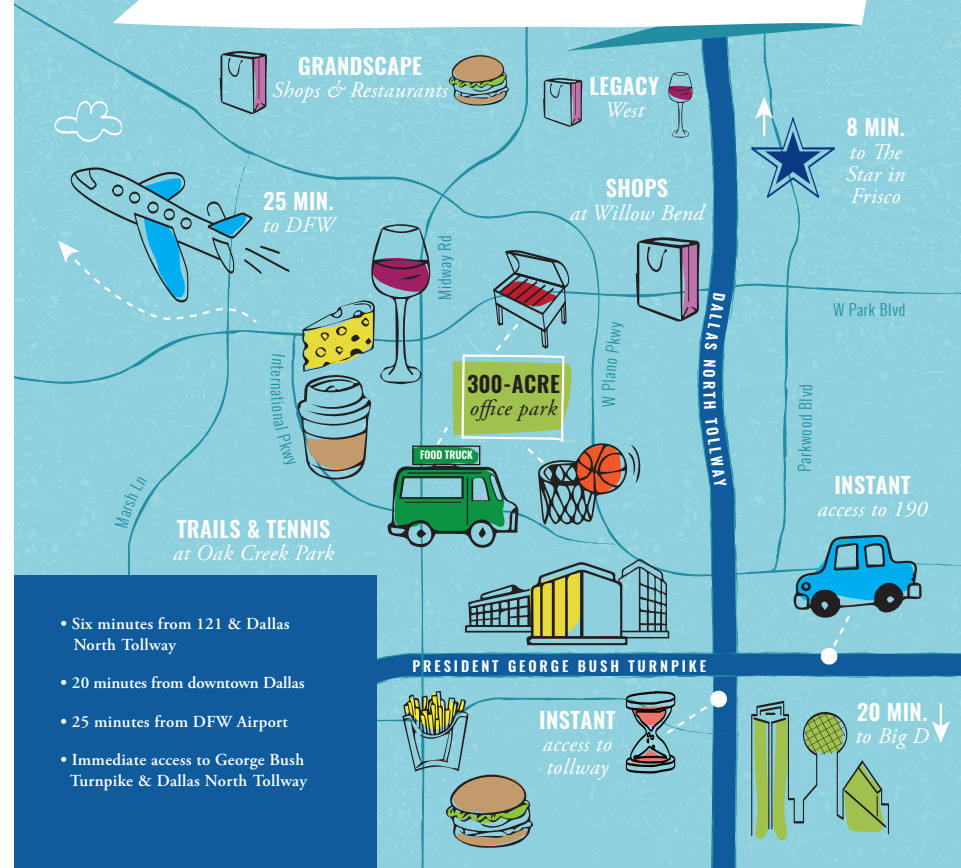 GRANDSCAPE
Shops & Restaurants
LEGACY
West
8 MIN.
to The
Star in
Frisco
25 MIN.
to DFW
SHOPS
at Willow Bend
Midway Rd
W Park Blvd
DALLAS NORTH TOLLWAY
W Plano Pkwy
International Pkwy
300-ACRE
office park
Parkwood Blvd
FOOD TRUCK
Marsh Ln
INSTANT
access to 190
TRAILS & TENNIS
at Oak Creek Park
• Six minutes from 121 & Dallas
North Tollway
• 20 minutes from downtown Dallas
• 25 minutes from DFW Airport
• Immediate access to George Bush
Turnpike & Dallas North Tollway
PRESIDENT GEORGE BUSH TURNPIKE
INSTANT
access to
tollway
20 MIN.
to Big D